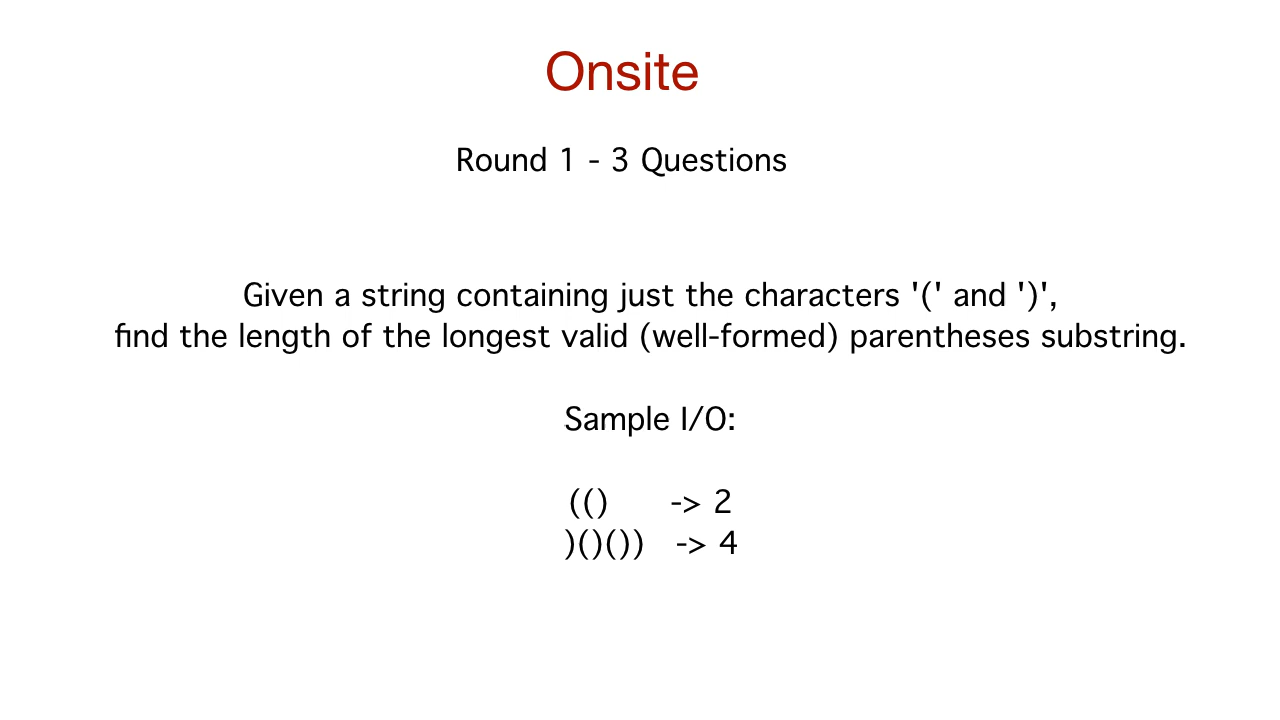 Onsite
Round 1 - 3 Questions
Given a string containing just the characters '(' and ')',
find the length of the longest valid (well-formed) parentheses substring.
Sample I/O:
(() -> 2
)()()) -> 4